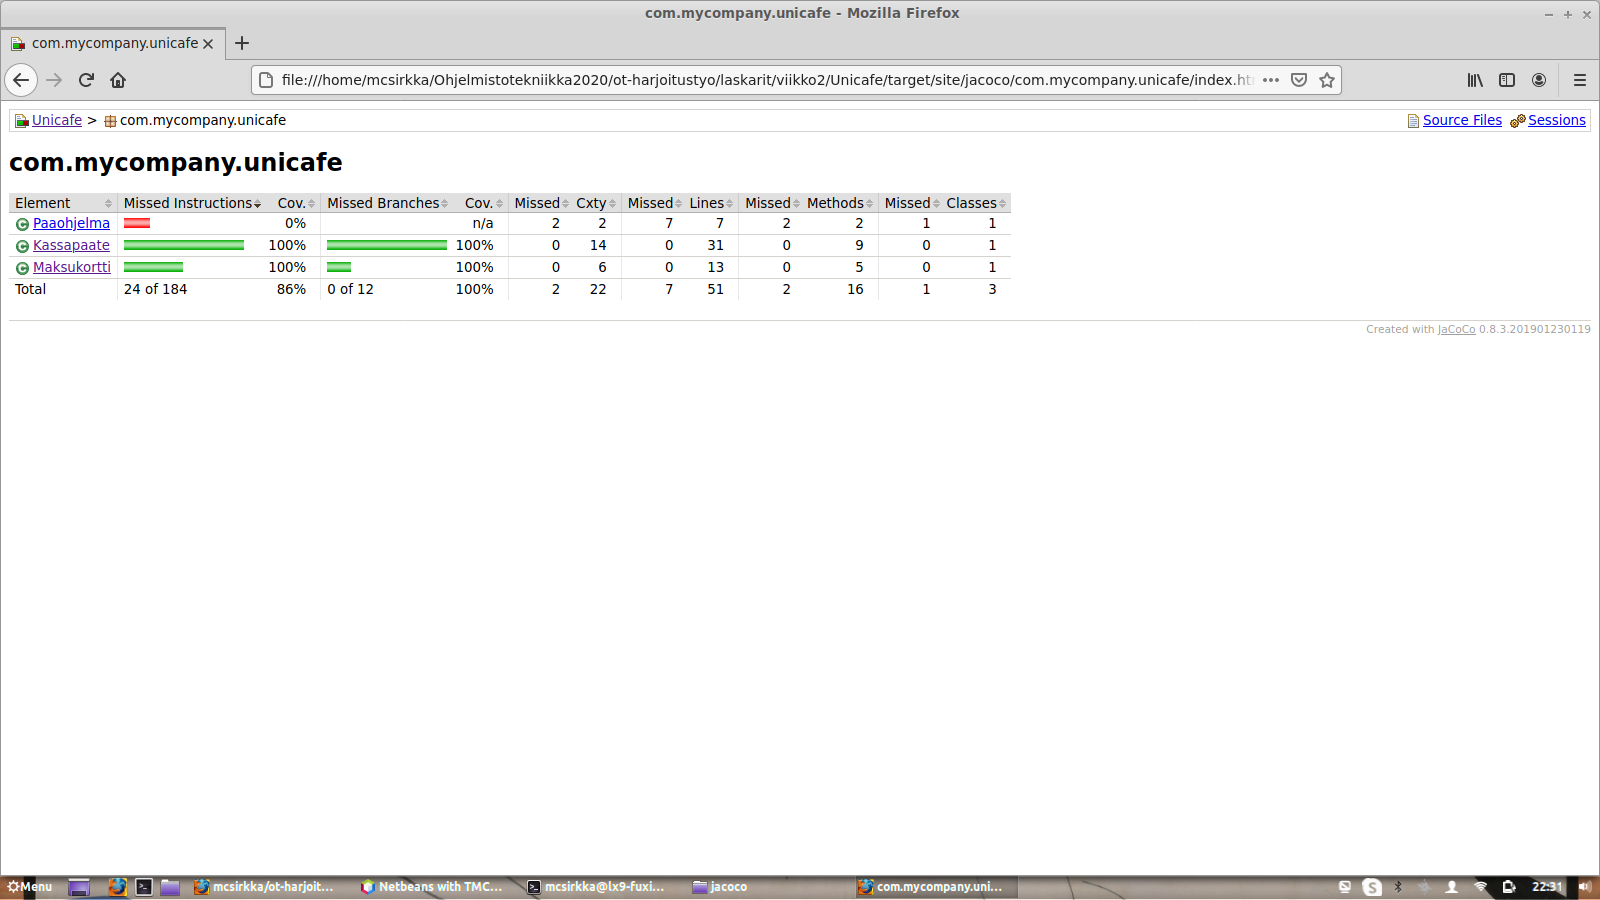 com.mycompany.unicafe - Mozilla Firefox
com.mycompany.unicafe
file:///home/mcsirkka/Ohjelmistotekniikka2020/ot-harjoitustyo/laskarit/viikko2/Unicafe/target/site/jacoco/com.mycompany.unicafe/index.ht
Unicafe > com.mycompany.unicafe Source Files Sessions
com.mycompany.unicafe
Element Missed Instructions Cov. Missed Branches Cov. Missed Cxty Missed Lines Missed Methods Missed Classes
Paaohjelma 0% n/a 2 2 7 7 2 2 1 1
Kassapaate 100% 100% 0 14 0 31 0 9 0 1
Maksukortti 100% 100% 0 6 0 13 0 5 0 1
Total 24 of 184 86% 0 of 12 100% 2 22 7 51 2 16 1 3
Created with JaCoCo 0.8.3.201901230119
Menu mcsirkka/ot-harjoit... Netbeans with TMC... mcsirkka@lx9-fuxi... jacoco com.mycompany.uni... 22:31